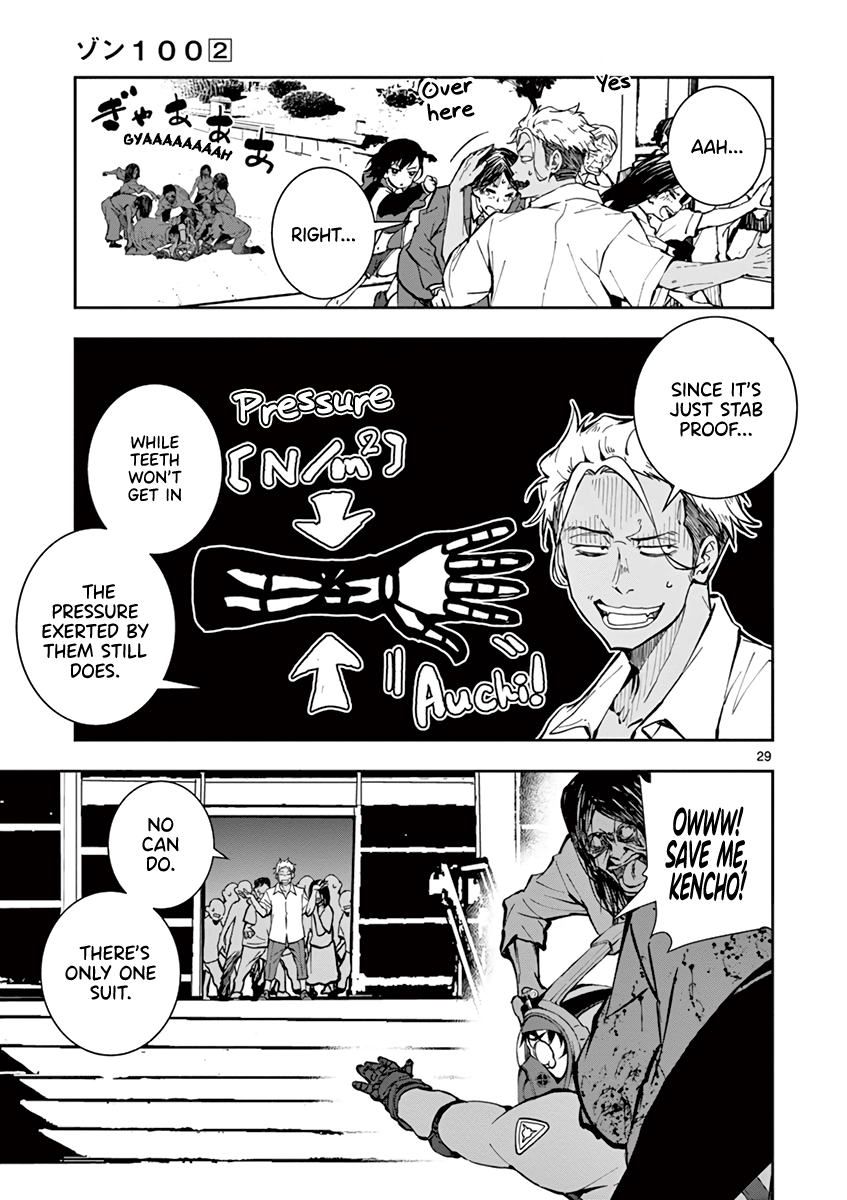 ゾン100 2
AAH...
Yes
Over
here
RIGHT...
ぎゃああああ
GYAAAAAAAAH
SINCE IT'S
JUST STAB
PROOF...
Pressure
[N/m²]
WHILE
TEETH
WON'T
GET IN
THE
PRESSURE
EXERTED BY
THEM STILL
DOES.
Auchi!
29
OWWW!
SAVE ME,
KENCHO!
NO
CAN
DO.
THERE'S
ONLY ONE
SUIT.